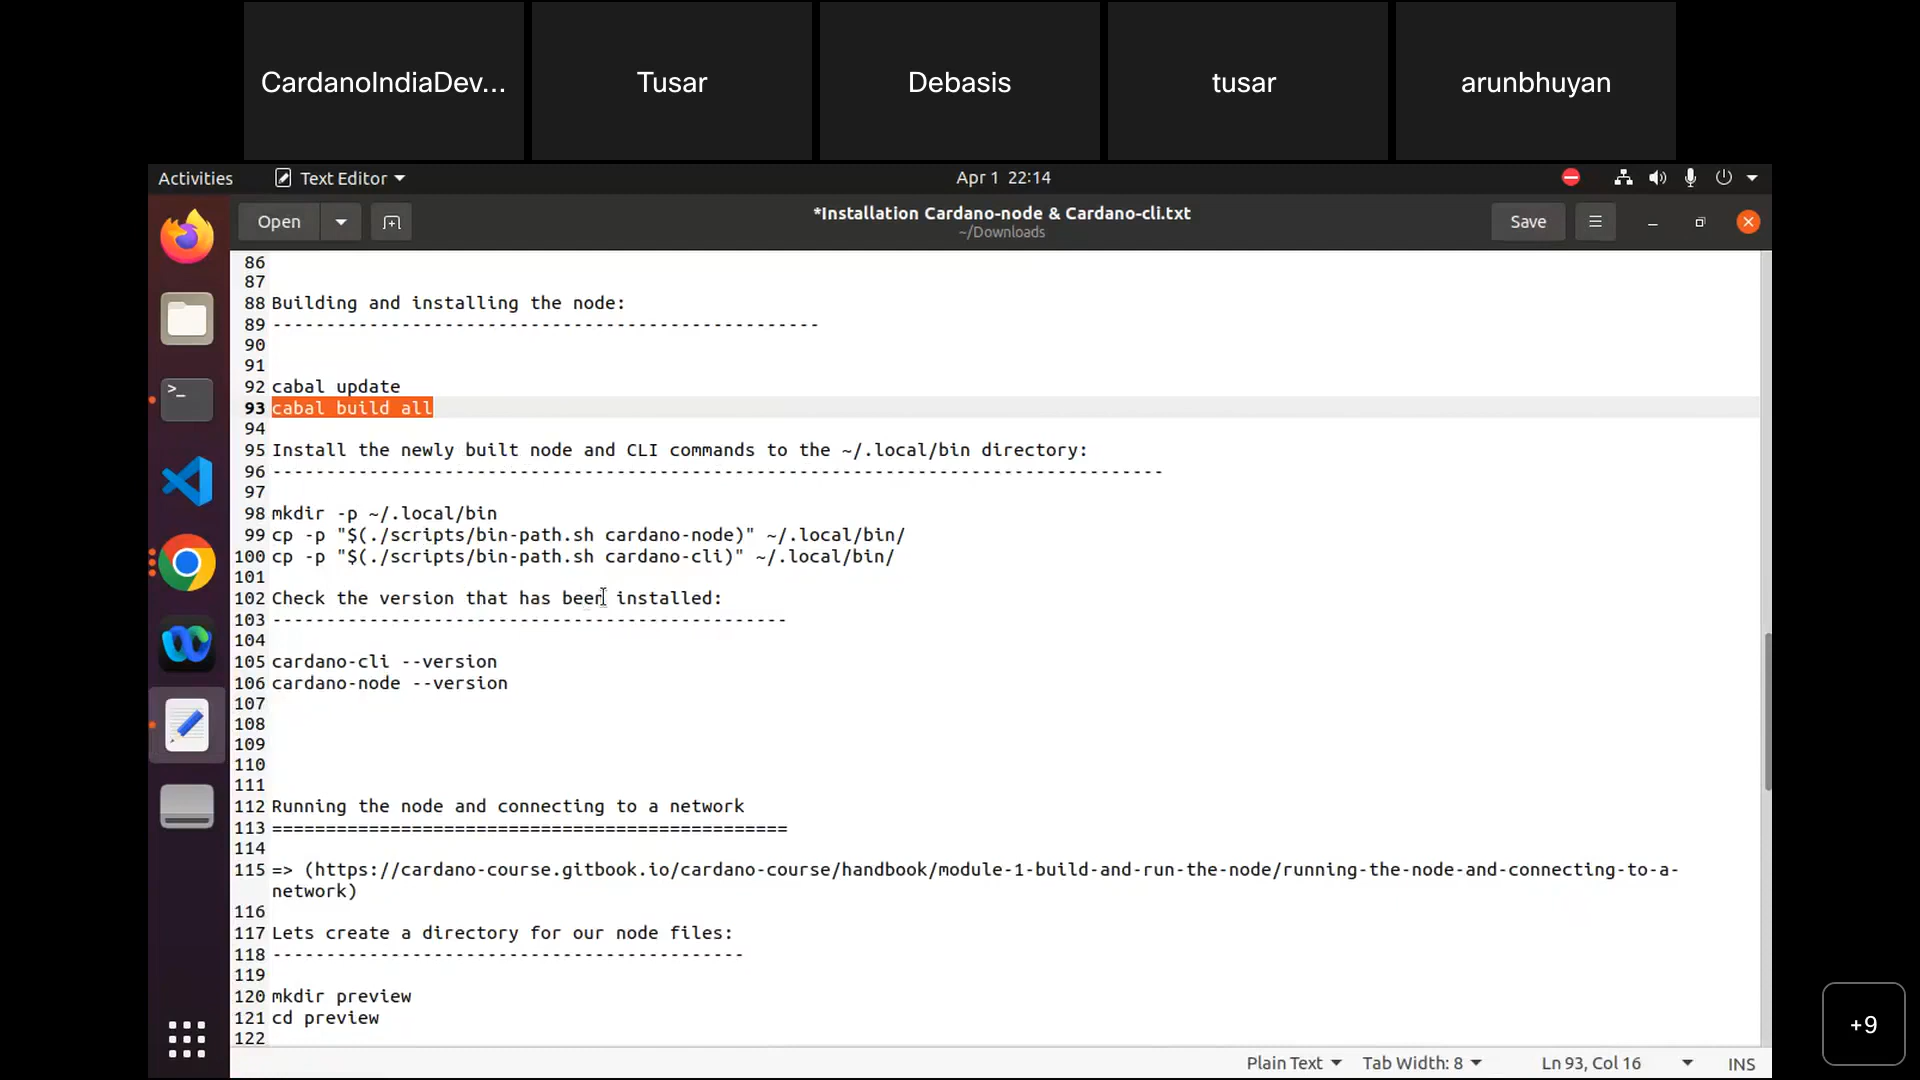 CardanoIndiaDev...
Tusar
Debasis
tusar
arunbhuyan
Activities
Text Editor
Apr 1 22:14
Open
*Installation Cardano-node & Cardano-cli.txt
~/Downloads
Save
86
87
88 Building and installing the node:
89 ---------------------------------------------------
90
91
92 cabal update
93 cabal build all
94
95 Install the newly built node and CLI commands to the ~/.local/bin directory:
96 -----------------------------------------------------------------------------------
97
98 mkdir -p ~/.local/bin
99 cp -p "$(./scripts/bin-path.sh cardano-node)" ~/.local/bin/
100 cp -p "$(./scripts/bin-path.sh cardano-cli)" ~/.local/bin/
101
102 Check the version that has been installed:
103 ------------------------------------------------
104
105 cardano-cli --version
106 cardano-node --version
107
108
109
110
111
112 Running the node and connecting to a network
113 ================================================
114
115 => (https://cardano-course.gitbook.io/cardano-course/handbook/module-1-build-and-run-the-node/running-the-node-and-connecting-to-a-
network)
116
117 Lets create a directory for our node files:
118 --------------------------------------------
119
120 mkdir preview
121 cd preview
122
Plain Text
Tab Width: 8
Ln 93, Col 16
INS
+9